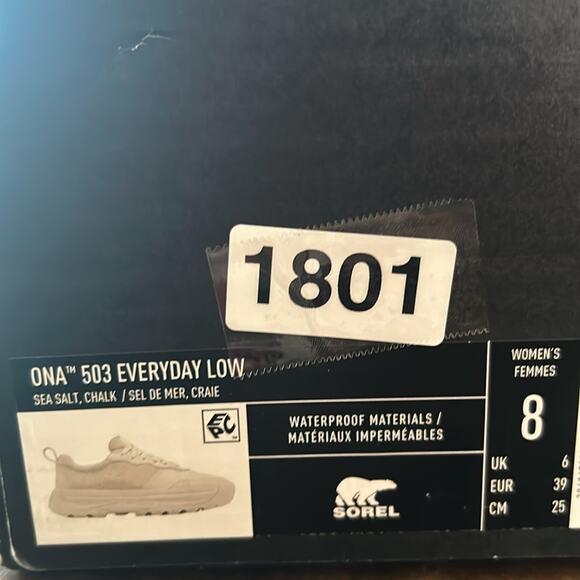 1801
ONA™ 503 EVERYDAY LOW
SEA SALT, CHALK / SEL DE MER, CRAIE
EPC
WATERPROOF MATERIALS /
MATÉRIAUX IMPERMÉABLES
SOREL
WOMEN'S
FEMMES
8
UK 6
EUR 39
CM 25